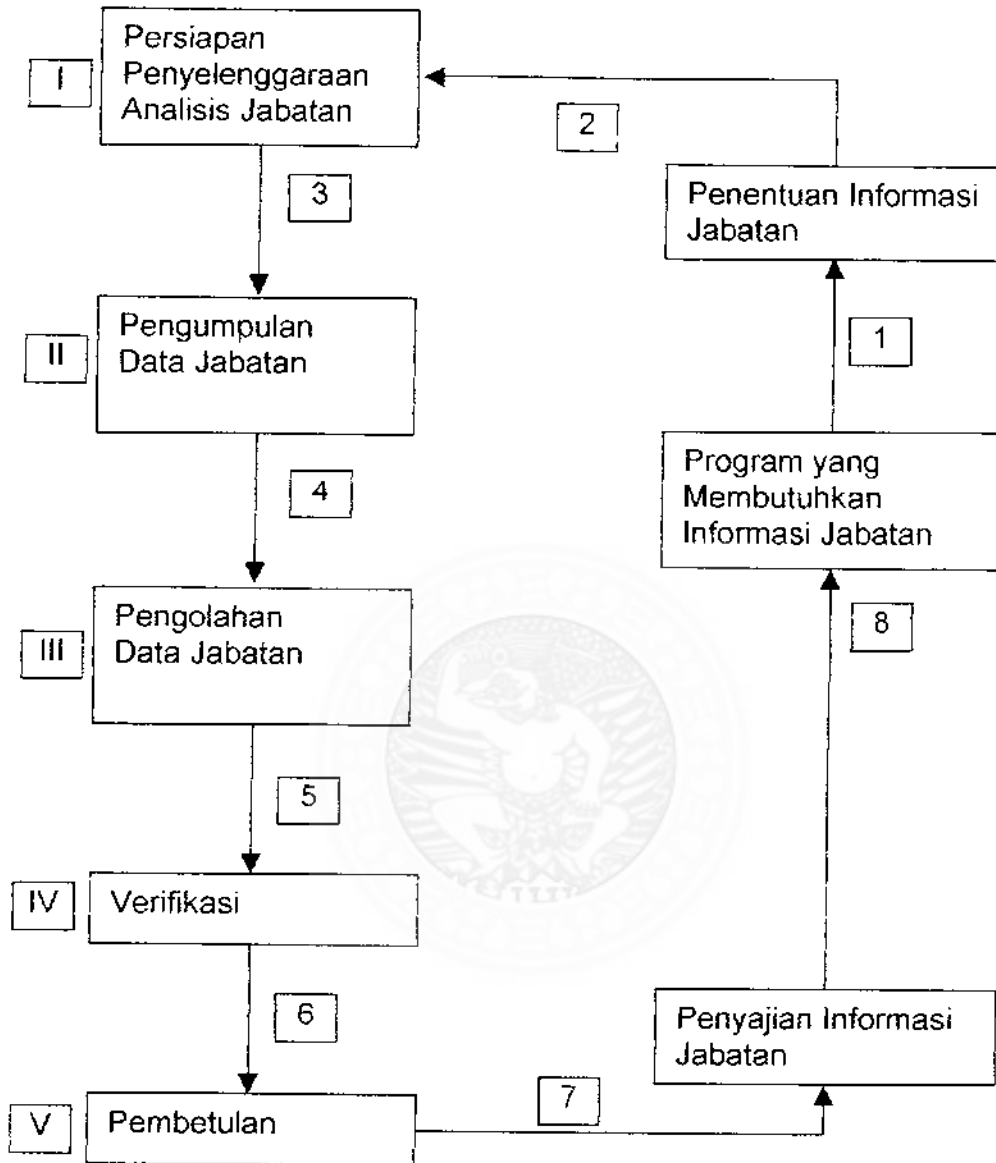 I
Persiapan
Penyelenggaraan
Analisis Jabatan
2
3
Penentuan Informasi
Jabatan
II
Pengumpulan
Data Jabatan
1
4
Program yang
Membutuhkan
Informasi Jabatan
III
Pengolahan
Data Jabatan
8
5
IV
Verifikasi
6
Penyajian Informasi
Jabatan
V
Pembetulan
7